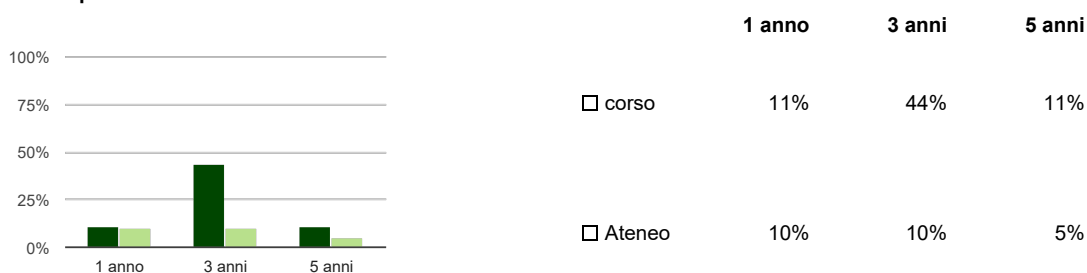 1 anno 3 anni 5 anni
100%
75%
50%
25%
0%
1 anno 3 anni 5 anni
corso 11% 44% 11%
Ateneo 10% 10% 5%